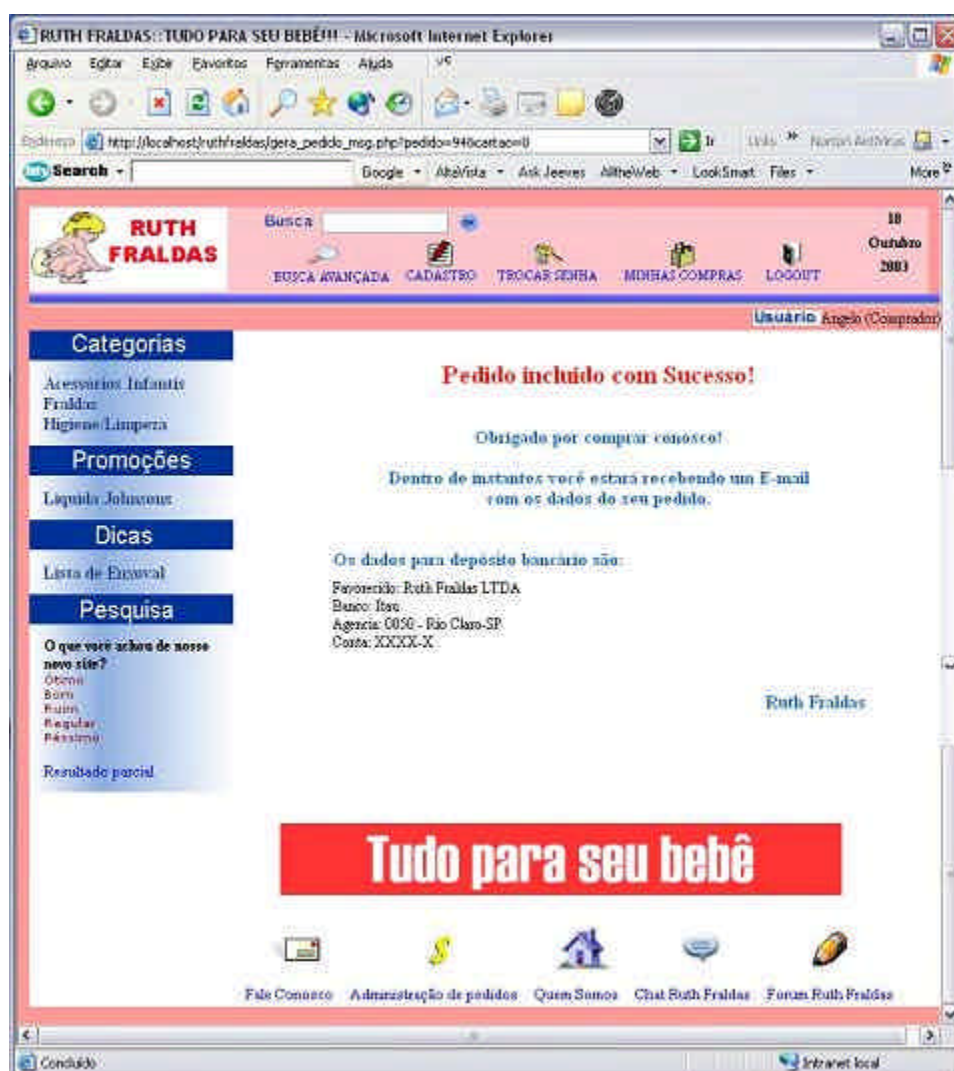 RUTH FRALDAS::TUDO PARA SEU BEBÊ!!! - Microsoft Internet Explorer
Arquivo Editar Exibir Favoritos Ferramentas Ajuda
Endereço http://localhost/ruthfraldas/gera_pedido_msg.php?pedido=94&cartao=0 Ir Links Norton AntiVirus
Search Google AltaVista Ask Jeeves AlltheWeb LookSmart Files More
RUTH
FRALDAS
Busca
BUSCA AVANÇADA CADASTRO TROCAR SENHA MINHAS COMPRAS LOGOUT
10
Outubro
2003
Usuário Angelo (Comprador)
Categorias
Acessórios Infantis
Fraldas
Higiene/Limpeza
Promoções
Liquida Johnsons
Dicas
Lista de Enxoval
Pesquisa
O que você achou de nosso
novo site?
Ótimo
Bom
Ruim
Regular
Péssimo
Resultado parcial
Pedido incluido com Sucesso!
Obrigado por comprar conosco!
Dentro de instantes você estará recebendo um E-mail
com os dados do seu pedido.
Os dados para depósito bancário são:
Favorecido: Ruth Fraldas LTDA
Banco: Itau
Agencia: 0050 - Rio Claro-SP
Conta: XXXX-X
Ruth Fraldas
Tudo para seu bebê
Fale Conosco Administração de pedidos Quem Somos Chat Ruth Fraldas Forum Ruth Fraldas
Concluído Intranet local